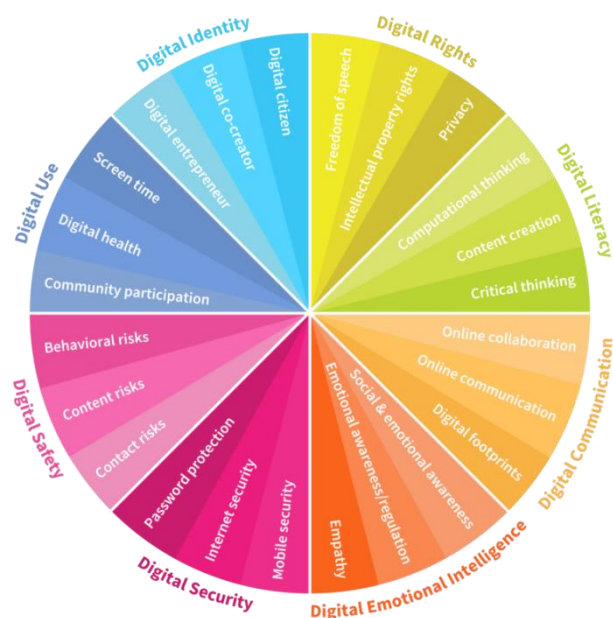 Digital Identity
Digital citizen
Digital co-creator
Digital entrepreneur
Digital Rights
Freedom of speech
Intellectual property rights
Privacy
Digital Literacy
Computational thinking
Content creation
Critical thinking
Digital Communication
Online collaboration
Online communication
Digital footprints
Digital Emotional Intelligence
Social & emotional awareness
Emotional awareness/regulation
Empathy
Digital Security
Mobile security
Internet security
Password protection
Digital Safety
Contact risks
Content risks
Behavioral risks
Digital Use
Community participation
Digital health
Screen time